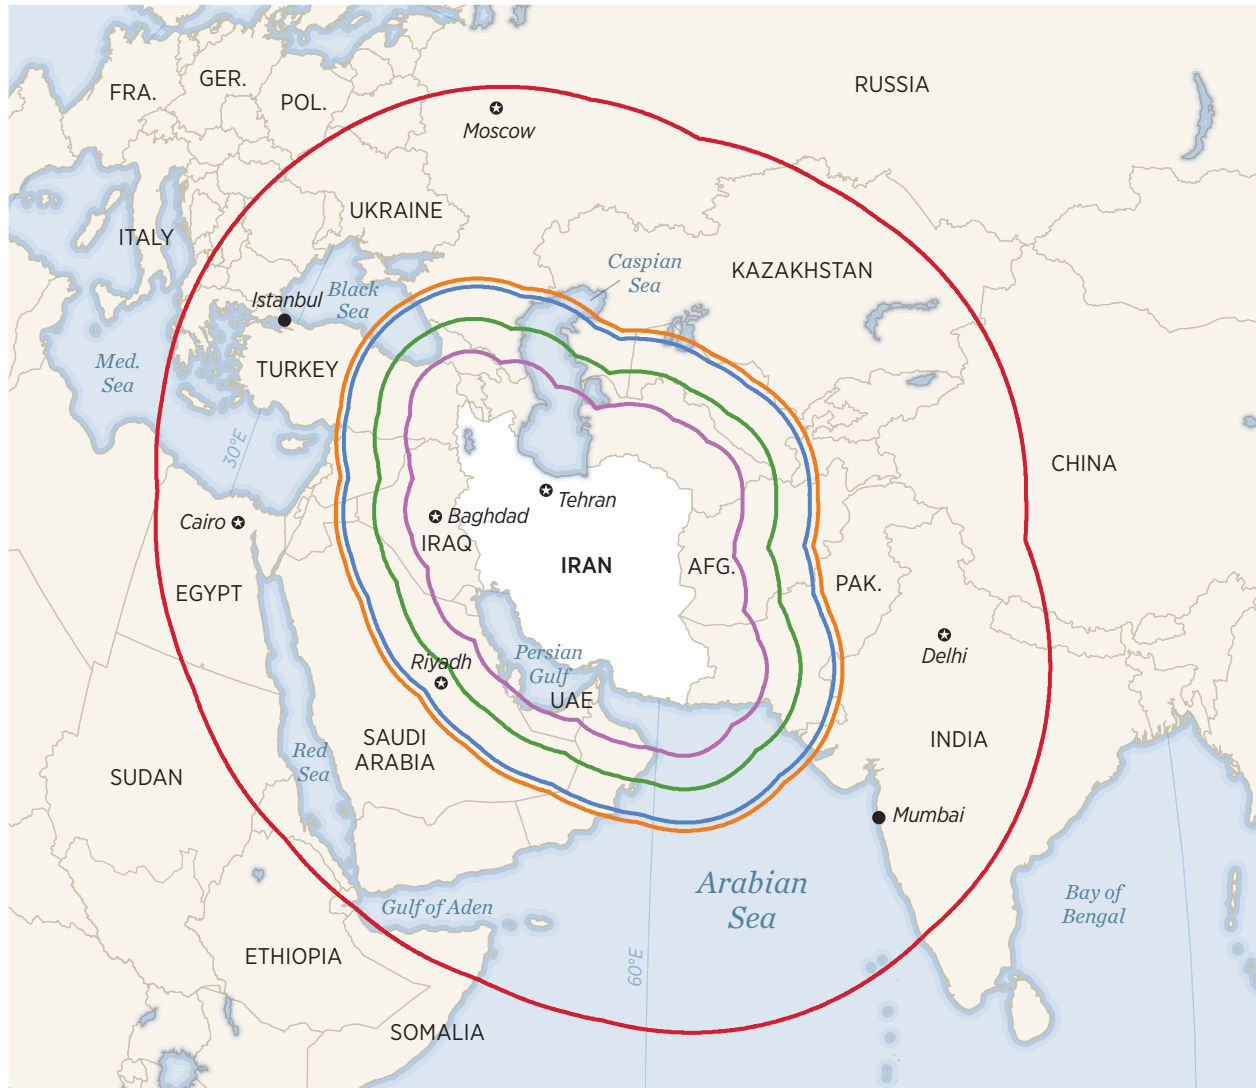 RUSSIA
GER.
FRA.
POL.
Moscow
UKRAINE
ITALY
Caspian
Sea
KAZAKHSTAN
Istanbul
Black
Sea
Med.
Sea
TURKEY
30°E
CHINA
Tehran
Cairo
Baghdad
IRAQ
IRAN
AFG.
PAK.
EGYPT
Delhi
Riyadh
Persian
Gulf
UAE
SAUDI
ARABIA
INDIA
Red
Sea
SUDAN
Mumbai
Arabian
Sea
Bay of
Bengal
Gulf of Aden
ETHIOPIA
60°E
SOMALIA